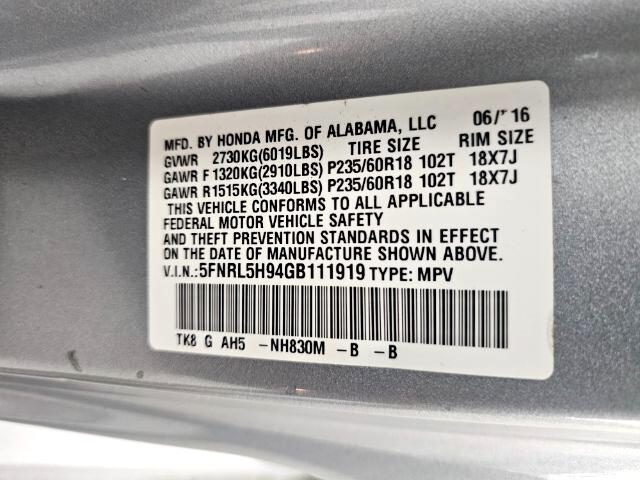 MFD. BY HONDA MFG. OF ALABAMA, LLC 06/'16
GVWR 2730KG(6019LBS) TIRE SIZE RIM SIZE
GAWR F 1320KG(2910LBS) P235/60R18 102T 18X7J
GAWR R1515KG(3340LBS) P235/60R18 102T 18X7J
THIS VEHICLE CONFORMS TO ALL APPLICABLE
FEDERAL MOTOR VEHICLE SAFETY
AND THEFT PREVENTION STANDARDS IN EFFECT
ON THE DATE OF MANUFACTURE SHOWN ABOVE.
V.I.N.:5FNRL5H94GB111919 TYPE: MPV
TK8 G AH5 -NH830M -B -B